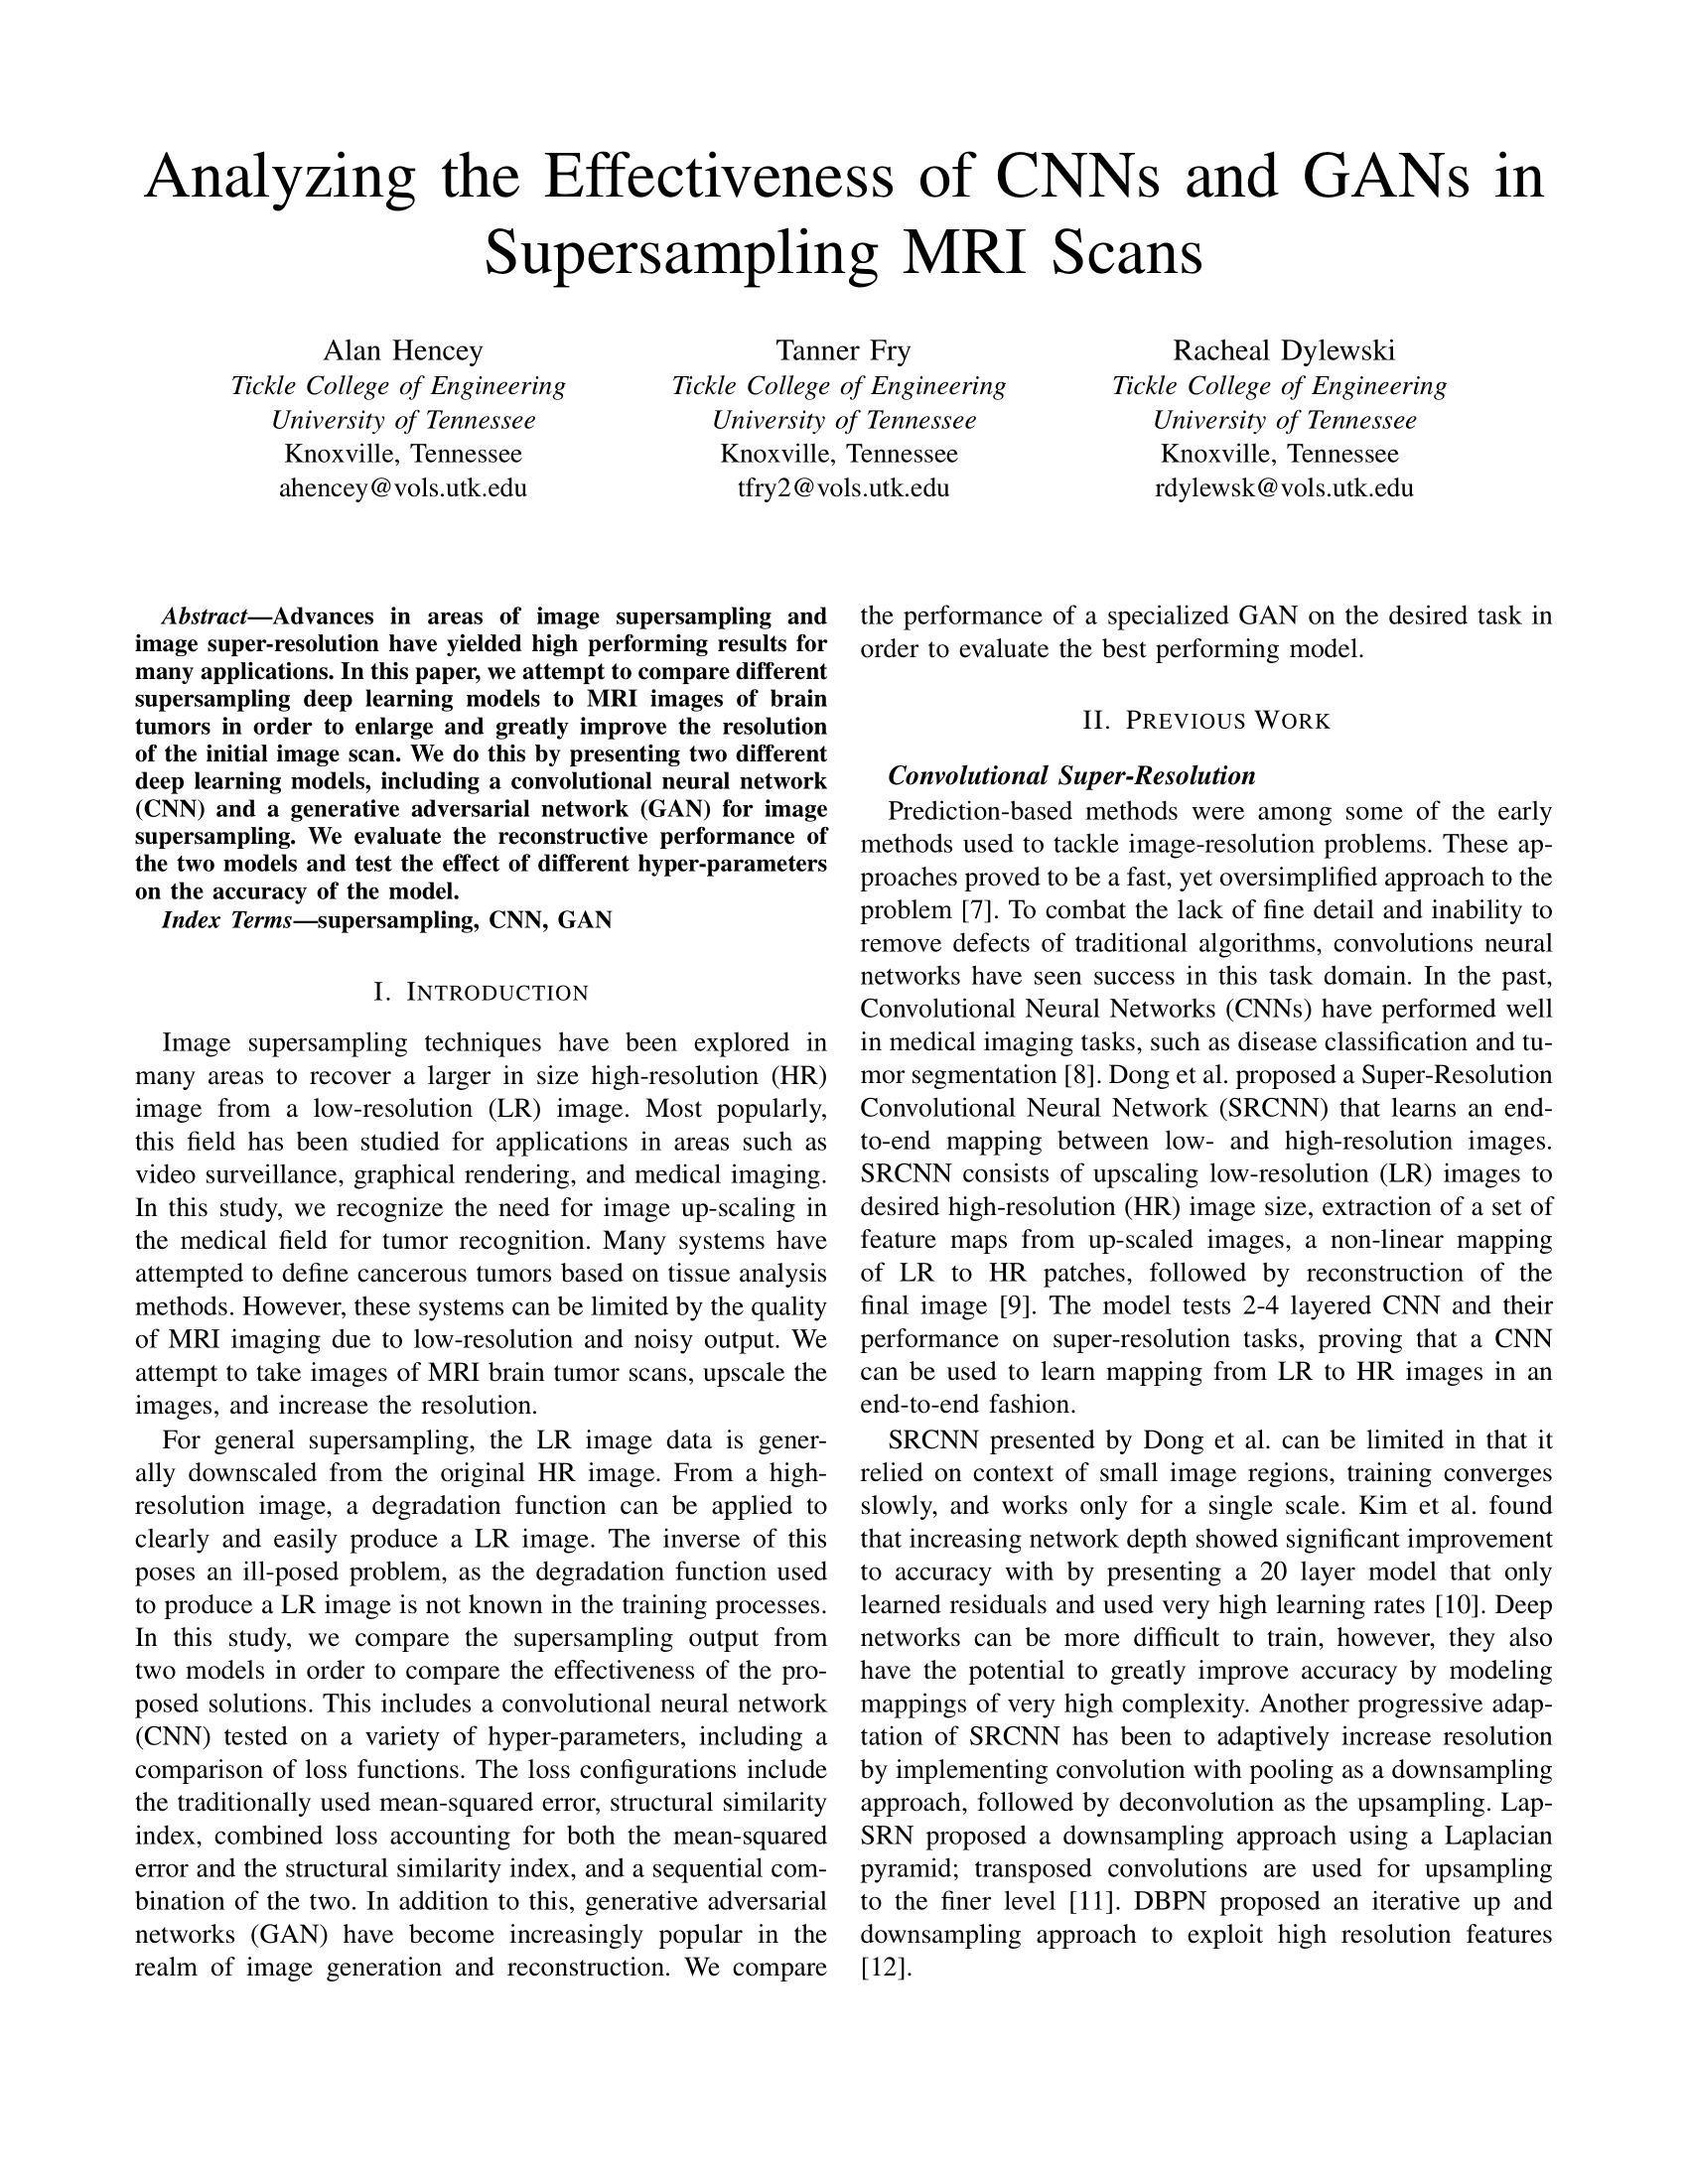 Analyzing the Effectiveness of CNNs and GANs in
Supersampling MRI Scans
Alan Hencey
Tickle College of Engineering
University of Tennessee
Knoxville, Tennessee
ahencey@vols.utk.edu
Tanner Fry
Tickle College of Engineering
University of Tennessee
Knoxville, Tennessee
tfry2@vols.utk.edu
Racheal Dylewski
Tickle College of Engineering
University of Tennessee
Knoxville, Tennessee
rdylewsk@vols.utk.edu
Abstract—Advances in areas of image supersampling and
image super-resolution have yielded high performing results for
many applications. In this paper, we attempt to compare different
supersampling deep learning models to MRI images of brain
tumors in order to enlarge and greatly improve the resolution
of the initial image scan. We do this by presenting two different
deep learning models, including a convolutional neural network
(CNN) and a generative adversarial network (GAN) for image
supersampling. We evaluate the reconstructive performance of
the two models and test the effect of different hyper-parameters
on the accuracy of the model.
Index Terms—supersampling, CNN, GAN
I. INTRODUCTION
Image supersampling techniques have been explored in
many areas to recover a larger in size high-resolution (HR)
image from a low-resolution (LR) image. Most popularly,
this field has been studied for applications in areas such as
video surveillance, graphical rendering, and medical imaging.
In this study, we recognize the need for image up-scaling in
the medical field for tumor recognition. Many systems have
attempted to define cancerous tumors based on tissue analysis
methods. However, these systems can be limited by the quality
of MRI imaging due to low-resolution and noisy output. We
attempt to take images of MRI brain tumor scans, upscale the
images, and increase the resolution.
For general supersampling, the LR image data is gener-
ally downscaled from the original HR image. From a high-
resolution image, a degradation function can be applied to
clearly and easily produce a LR image. The inverse of this
poses an ill-posed problem, as the degradation function used
to produce a LR image is not known in the training processes.
In this study, we compare the supersampling output from
two models in order to compare the effectiveness of the pro-
posed solutions. This includes a convolutional neural network
(CNN) tested on a variety of hyper-parameters, including a
comparison of loss functions. The loss configurations include
the traditionally used mean-squared error, structural similarity
index, combined loss accounting for both the mean-squared
error and the structural similarity index, and a sequential com-
bination of the two. In addition to this, generative adversarial
networks (GAN) have become increasingly popular in the
realm of image generation and reconstruction. We compare
the performance of a specialized GAN on the desired task in
order to evaluate the best performing model.
II. PREVIOUS WORK
Convolutional Super-Resolution
Prediction-based methods were among some of the early
methods used to tackle image-resolution problems. These ap-
proaches proved to be a fast, yet oversimplified approach to the
problem [7]. To combat the lack of fine detail and inability to
remove defects of traditional algorithms, convolutions neural
networks have seen success in this task domain. In the past,
Convolutional Neural Networks (CNNs) have performed well
in medical imaging tasks, such as disease classification and tu-
mor segmentation [8]. Dong et al. proposed a Super-Resolution
Convolutional Neural Network (SRCNN) that learns an end-
to-end mapping between low- and high-resolution images.
SRCNN consists of upscaling low-resolution (LR) images to
desired high-resolution (HR) image size, extraction of a set of
feature maps from up-scaled images, a non-linear mapping
of LR to HR patches, followed by reconstruction of the
final image [9]. The model tests 2-4 layered CNN and their
performance on super-resolution tasks, proving that a CNN
can be used to learn mapping from LR to HR images in an
end-to-end fashion.
SRCNN presented by Dong et al. can be limited in that it
relied on context of small image regions, training converges
slowly, and works only for a single scale. Kim et al. found
that increasing network depth showed significant improvement
to accuracy with by presenting a 20 layer model that only
learned residuals and used very high learning rates [10]. Deep
networks can be more difficult to train, however, they also
have the potential to greatly improve accuracy by modeling
mappings of very high complexity. Another progressive adap-
tation of SRCNN has been to adaptively increase resolution
by implementing convolution with pooling as a downsampling
approach, followed by deconvolution as the upsampling. Lap-
SRN proposed a downsampling approach using a Laplacian
pyramid; transposed convolutions are used for upsampling
to the finer level [11]. DBPN proposed an iterative up and
downsampling approach to exploit high resolution features
[12].